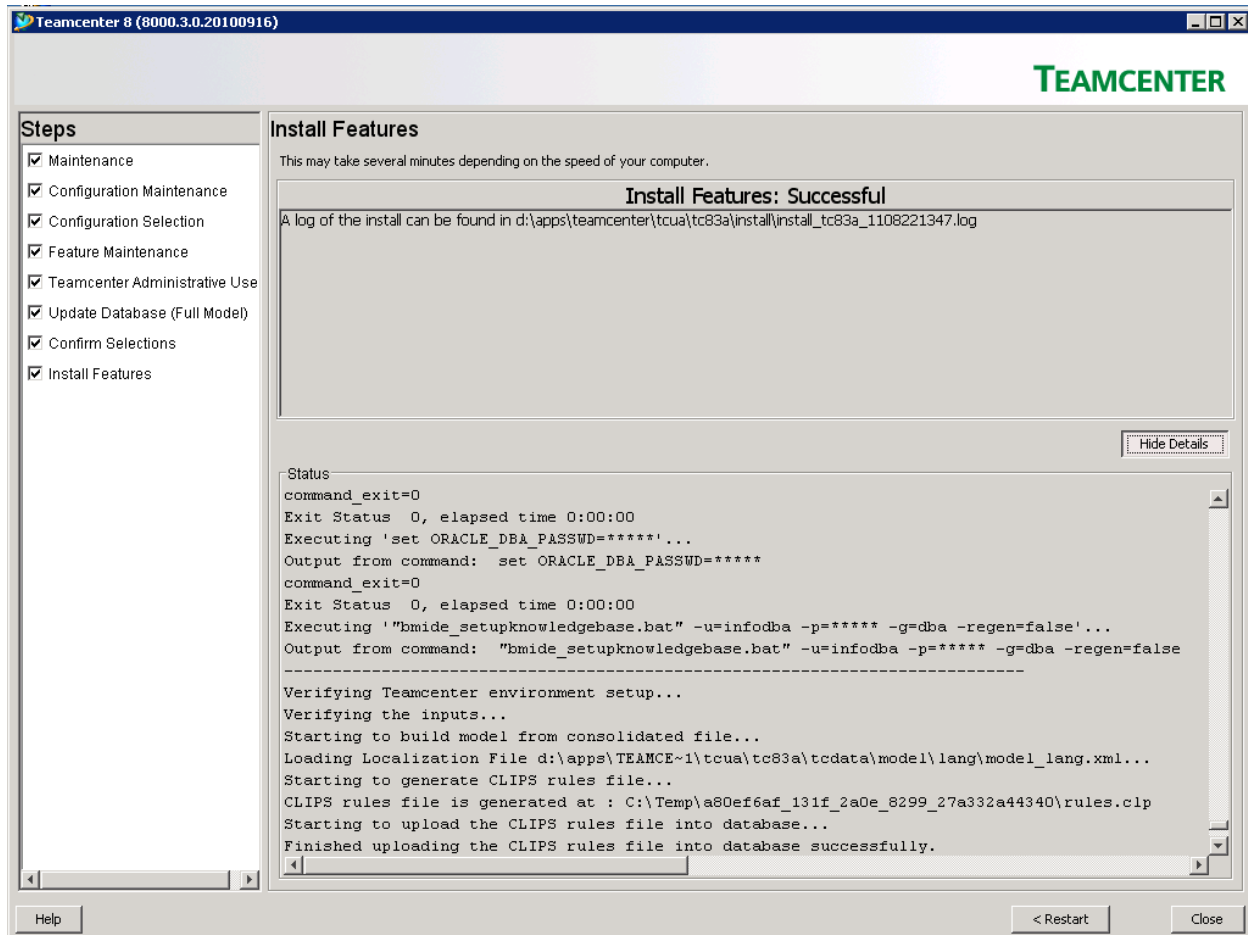 Teamcenter 8 (8000.3.0.20100916)
TEAMCENTER
Steps
Maintenance
Configuration Maintenance
Configuration Selection
Feature Maintenance
Teamcenter Administrative Use
Update Database (Full Model)
Confirm Selections
Install Features
Install Features
This may take several minutes depending on the speed of your computer.
Install Features: Successful
A log of the install can be found in d:\apps\teamcenter\tcua\tc83a\install\install_tc83a_1108221347.log
Hide Details
Status
command_exit=0
Exit Status  0, elapsed time 0:00:00
Executing 'set ORACLE_DBA_PASSWD=*****'...
Output from command:  set ORACLE_DBA_PASSWD=*****
command_exit=0
Exit Status  0, elapsed time 0:00:00
Executing '"bmide_setupknowledgebase.bat" -u=infodba -p=***** -g=dba -regen=false'...
Output from command:  "bmide_setupknowledgebase.bat" -u=infodba -p=***** -g=dba -regen=false
--------------------------------------------------------------------------------
Verifying Teamcenter environment setup...
Verifying the inputs...
Starting to build model from consolidated file...
Loading Localization File d:\apps\TEAMCE~1\tcua\tc83a\tcdata\model\lang\model_lang.xml...
Starting to generate CLIPS rules file...
CLIPS rules file is generated at : C:\Temp\a80ef6af_131f_2a0e_8299_27a332a44340\rules.clp
Starting to upload the CLIPS rules file into database...
Finished uploading the CLIPS rules file into database successfully.
Help
< Restart
Close